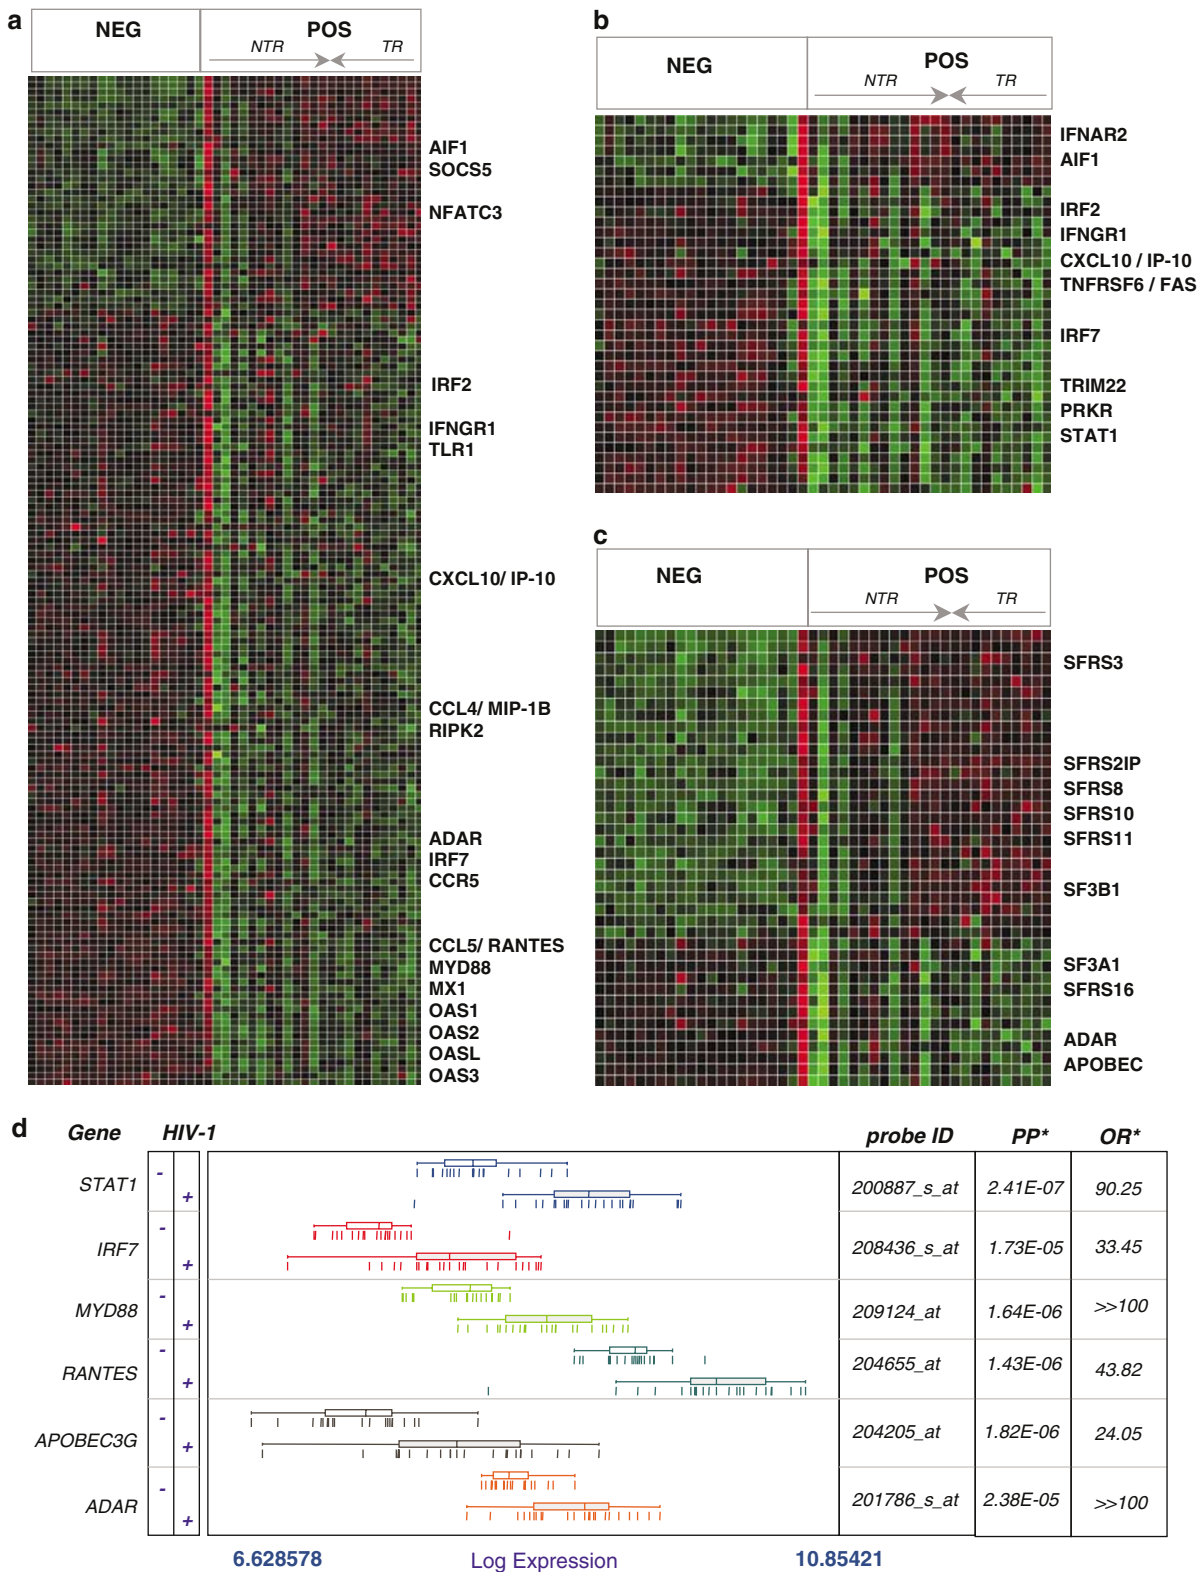 a
NEG
POS
NTR
TR
AIF1
SOCS5
NFATC3
IRF2
IFNGR1
TLR1
CXCL10/ IP-10
CCL4/ MIP-1B
RIPK2
ADAR
IRF7
CCR5
CCL5/ RANTES
MYD88
MX1
OAS1
OAS2
OASL
OAS3
b
NEG
POS
NTR
TR
IFNAR2
AIF1
IRF2
IFNGR1
CXCL10 / IP-10
TNFRSF6 / FAS
IRF7
TRIM22
PRKR
STAT1
c
NEG
POS
NTR
TR
SFRS3
SFRS2IP
SFRS8
SFRS10
SFRS11
SF3B1
SF3A1
SFRS16
ADAR
APOBEC
d
Gene HIV-1 probe ID PP* OR*
STAT1 - + 200887_s_at 2.41E-07 90.25
IRF7 - + 208436_s_at 1.73E-05 33.45
MYD88 - + 209124_at 1.64E-06 >>100
RANTES - + 204655_at 1.43E-06 43.82
APOBEC3G - + 204205_at 1.82E-06 24.05
ADAR - + 201786_s_at 2.38E-05 >>100
6.628578 Log Expression 10.85421